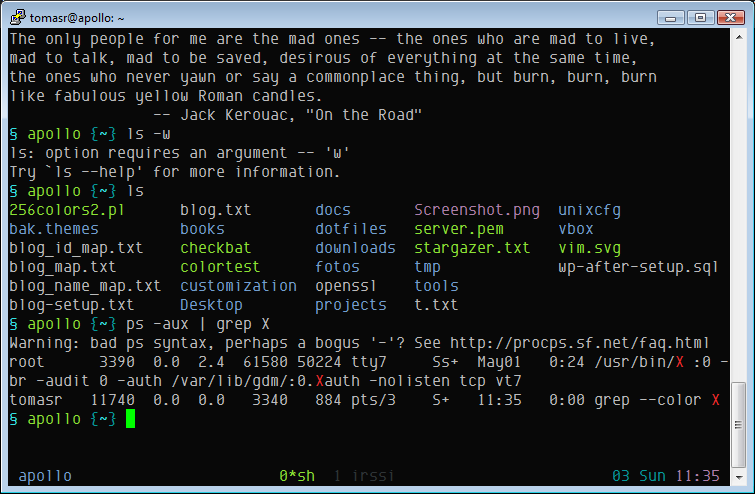 tomasr@apollo: ~
The only people for me are the mad ones -- the ones who are mad to live,
mad to talk, mad to be saved, desirous of everything at the same time,
the ones who never yawn or say a commonplace thing, but burn, burn, burn
like fabulous yellow Roman candles.
-- Jack Kerouac, "On the Road"
§ apollo {~} ls -w
ls: option requires an argument -- 'w'
Try `ls --help' for more information.
§ apollo {~} ls
256colors2.pl blog.txt docs Screenshot.png unixcfg
bak.themes books dotfiles server.pem vbox
blog_id_map.txt checkbat downloads stargazer.txt vim.svg
blog_map.txt colortest fotos tmp wp-after-setup.sql
blog_name_map.txt customization openssl tools
blog-setup.txt Desktop projects t.txt
§ apollo {~} ps -aux | grep X
Warning: bad ps syntax, perhaps a bogus '-'? See http://procps.sf.net/faq.html
root 3390 0.0 2.4 61580 50224 tty7 Ss+ May01 0:24 /usr/bin/X :0 -
br -audit 0 -auth /var/lib/gdm/:0.Xauth -nolisten tcp vt7
tomasr 11740 0.0 0.0 3340 884 pts/3 S+ 11:35 0:00 grep --color X
§ apollo {~}
apollo 0*sh 1 irssi 03 Sun 11:35